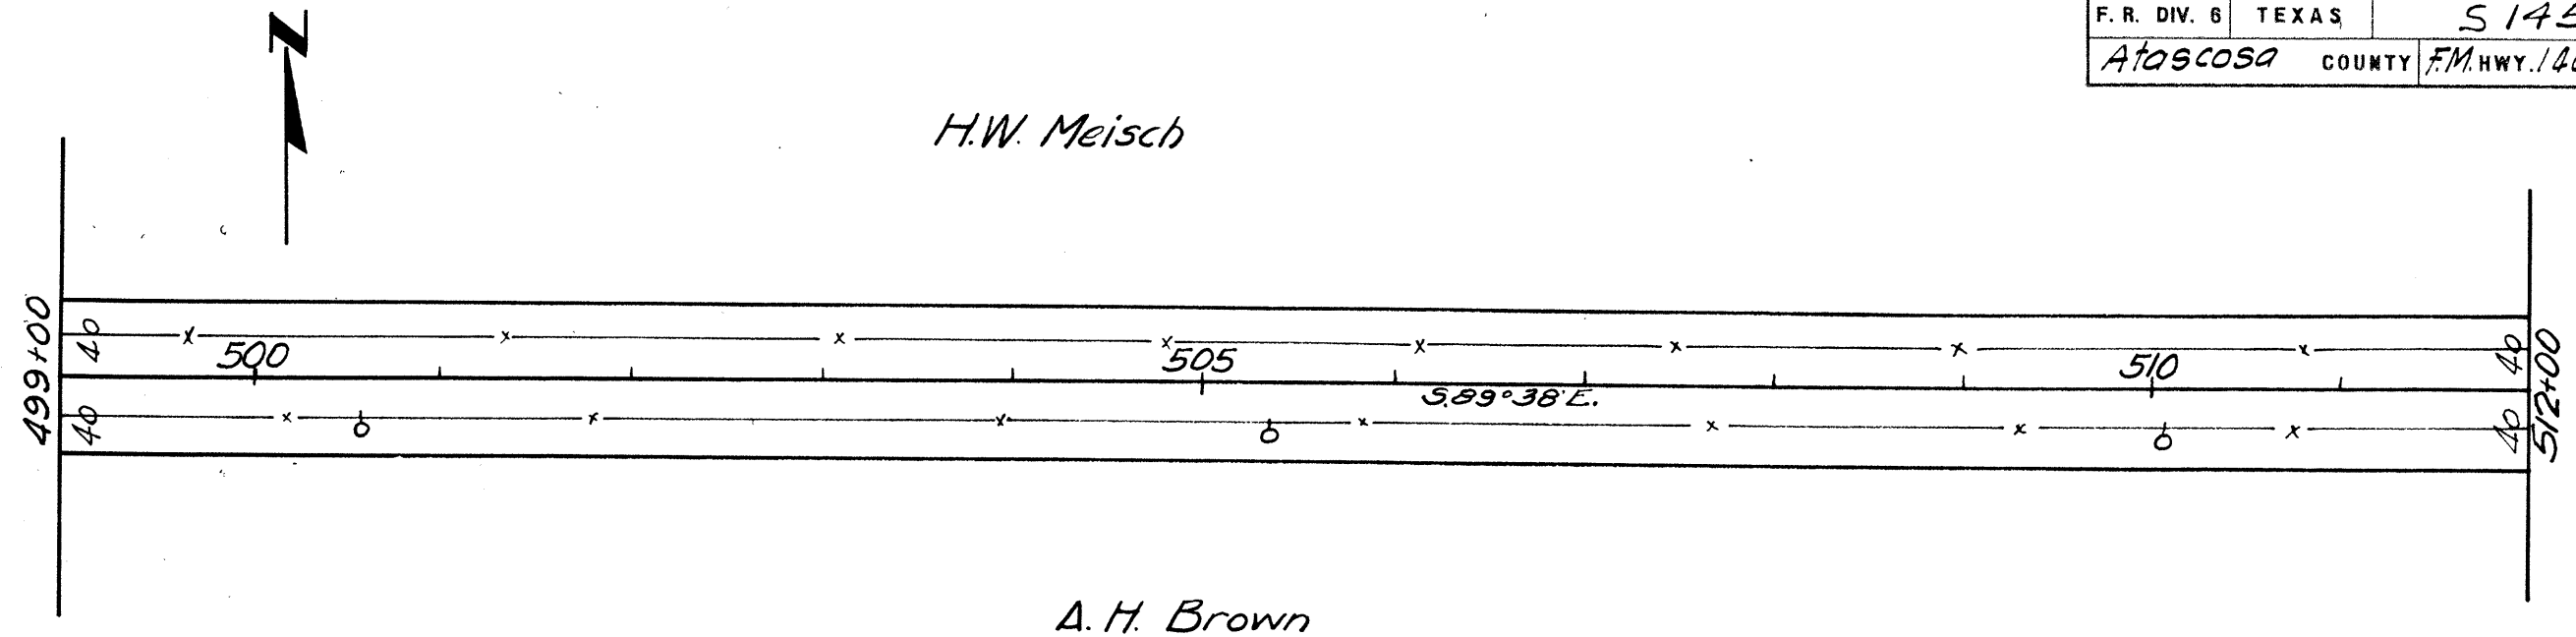 F. R. DIV. 6 TEXAS
Atascosa COUNTY F.M. HWY.
N
H.W. Meisch
499+00
40
40
500
505
510
S.89°38'E.
40
40
512+00
A. H. Brown